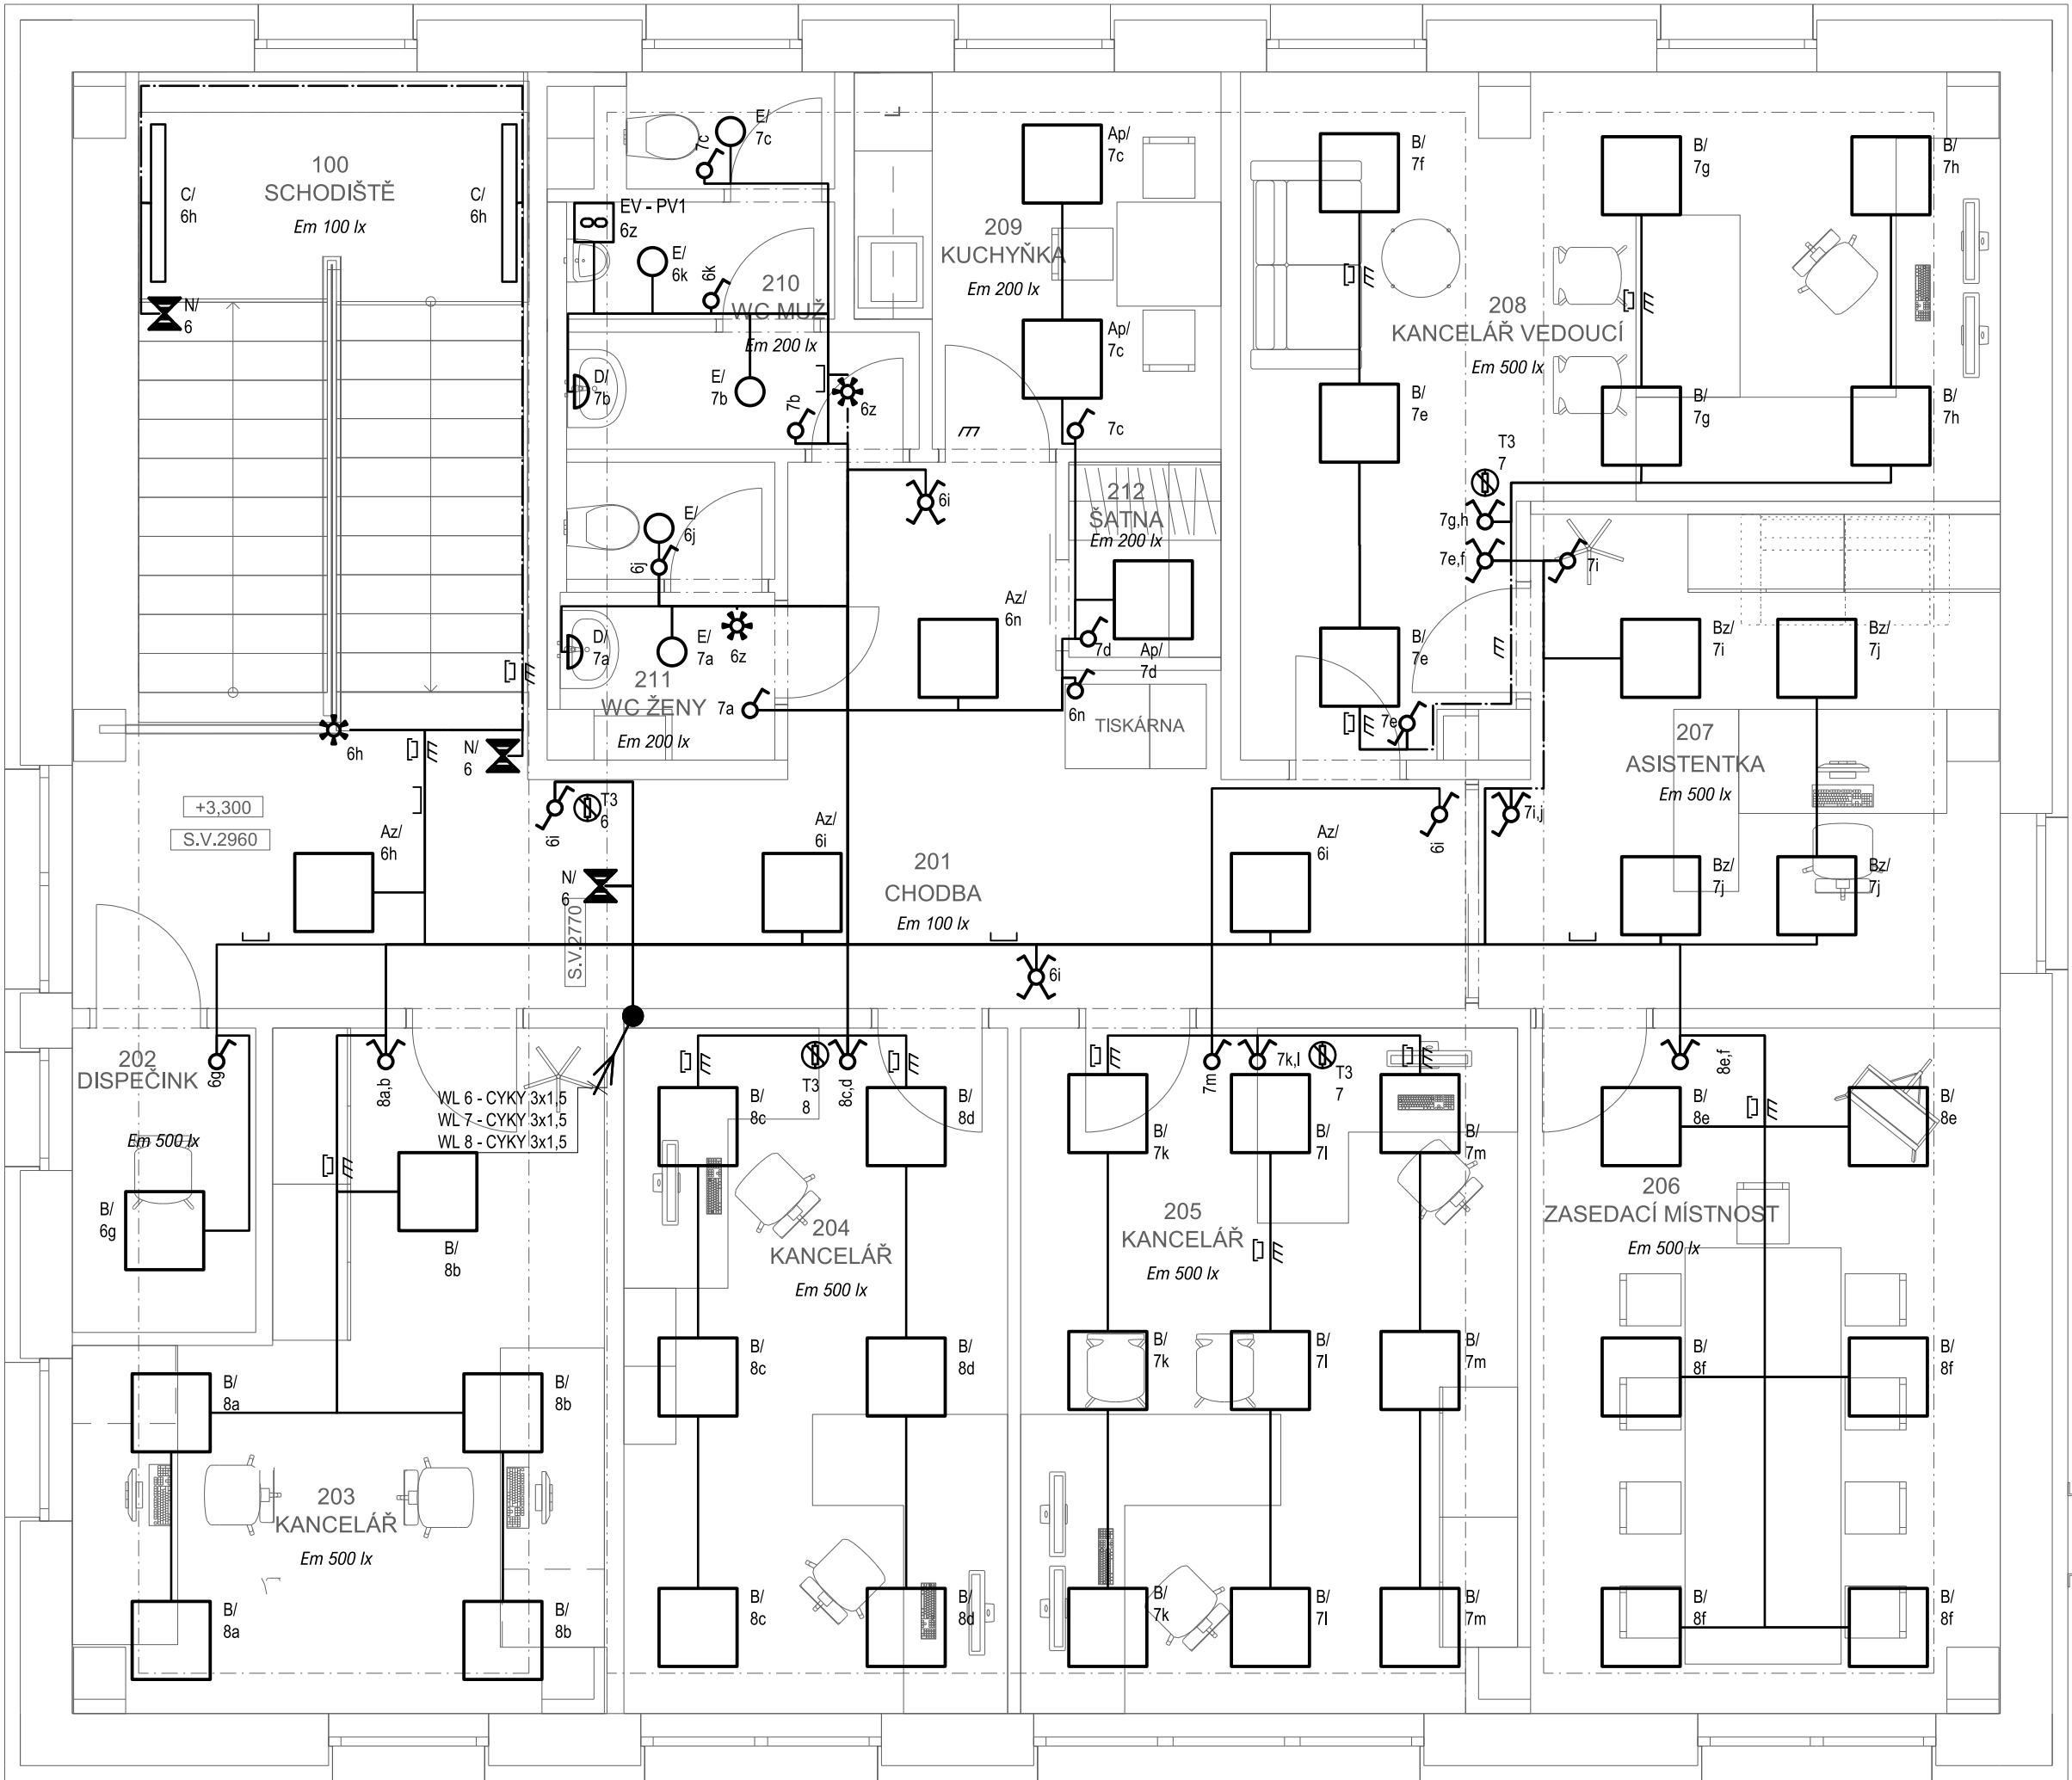 100
SCHODIŠTĚ
Em 100 lx
C/
6h
C/
6h
N/
6
6h
N/
6
+3,300
S.V.2960
Az/
6h
7c
E/
7c
EV - PV1
6z
E/
6k
6k
210
WC MUŽ
Em 200 lx
D/
7b
E/
7b
7b
6z
E/
6j
6j
D/
7a
E/
7a
6z
211
WC ŽENY
Em 200 lx
7a
209
KUCHYŇKA
Em 200 lx
Ap/
7c
Ap/
7c
7c
6i
212
ŠATNA
Em 200 lx
Ap/
7d
7d
Az/
6n
6n
TISKÁRNA
B/
7f
B/
7e
B/
7e
7e
B/
7g
B/
7h
208
KANCELÁŘ VEDOUCÍ
Em 500 lx
B/
7g
B/
7h
T3
7
7g,h
7e,f
7i
Bz/
7i
Bz/
7j
207
ASISTENTKA
Em 500 lx
7i,j
Bz/
7j
Bz/
7j
6i
T3
6
N/
6
S.V.2770
Az/
6i
201
CHODBA
Em 100 lx
Az/
6i
6i
6i
202
DISPEČINK
Em 500 lx
6g
B/
6g
8a,b
WL 6 - CYKY 3x1,5
WL 7 - CYKY 3x1,5
WL 8 - CYKY 3x1,5
B/
8b
B/
8a
B/
8b
203
KANCELÁŘ
Em 500 lx
B/
8a
B/
8b
T3
8
8c,d
B/
8c
B/
8d
204
KANCELÁŘ
Em 500 lx
B/
8c
B/
8d
B/
8c
B/
8d
7m
7k,l
T3
7
B/
7k
B/
7l
B/
7m
205
KANCELÁŘ
Em 500 lx
B/
7k
B/
7l
B/
7m
B/
7k
B/
7l
B/
7m
8e,f
B/
8e
B/
8e
206
ZASEDACÍ MÍSTNOST
Em 500 lx
B/
8f
B/
8f
B/
8f
B/
8f